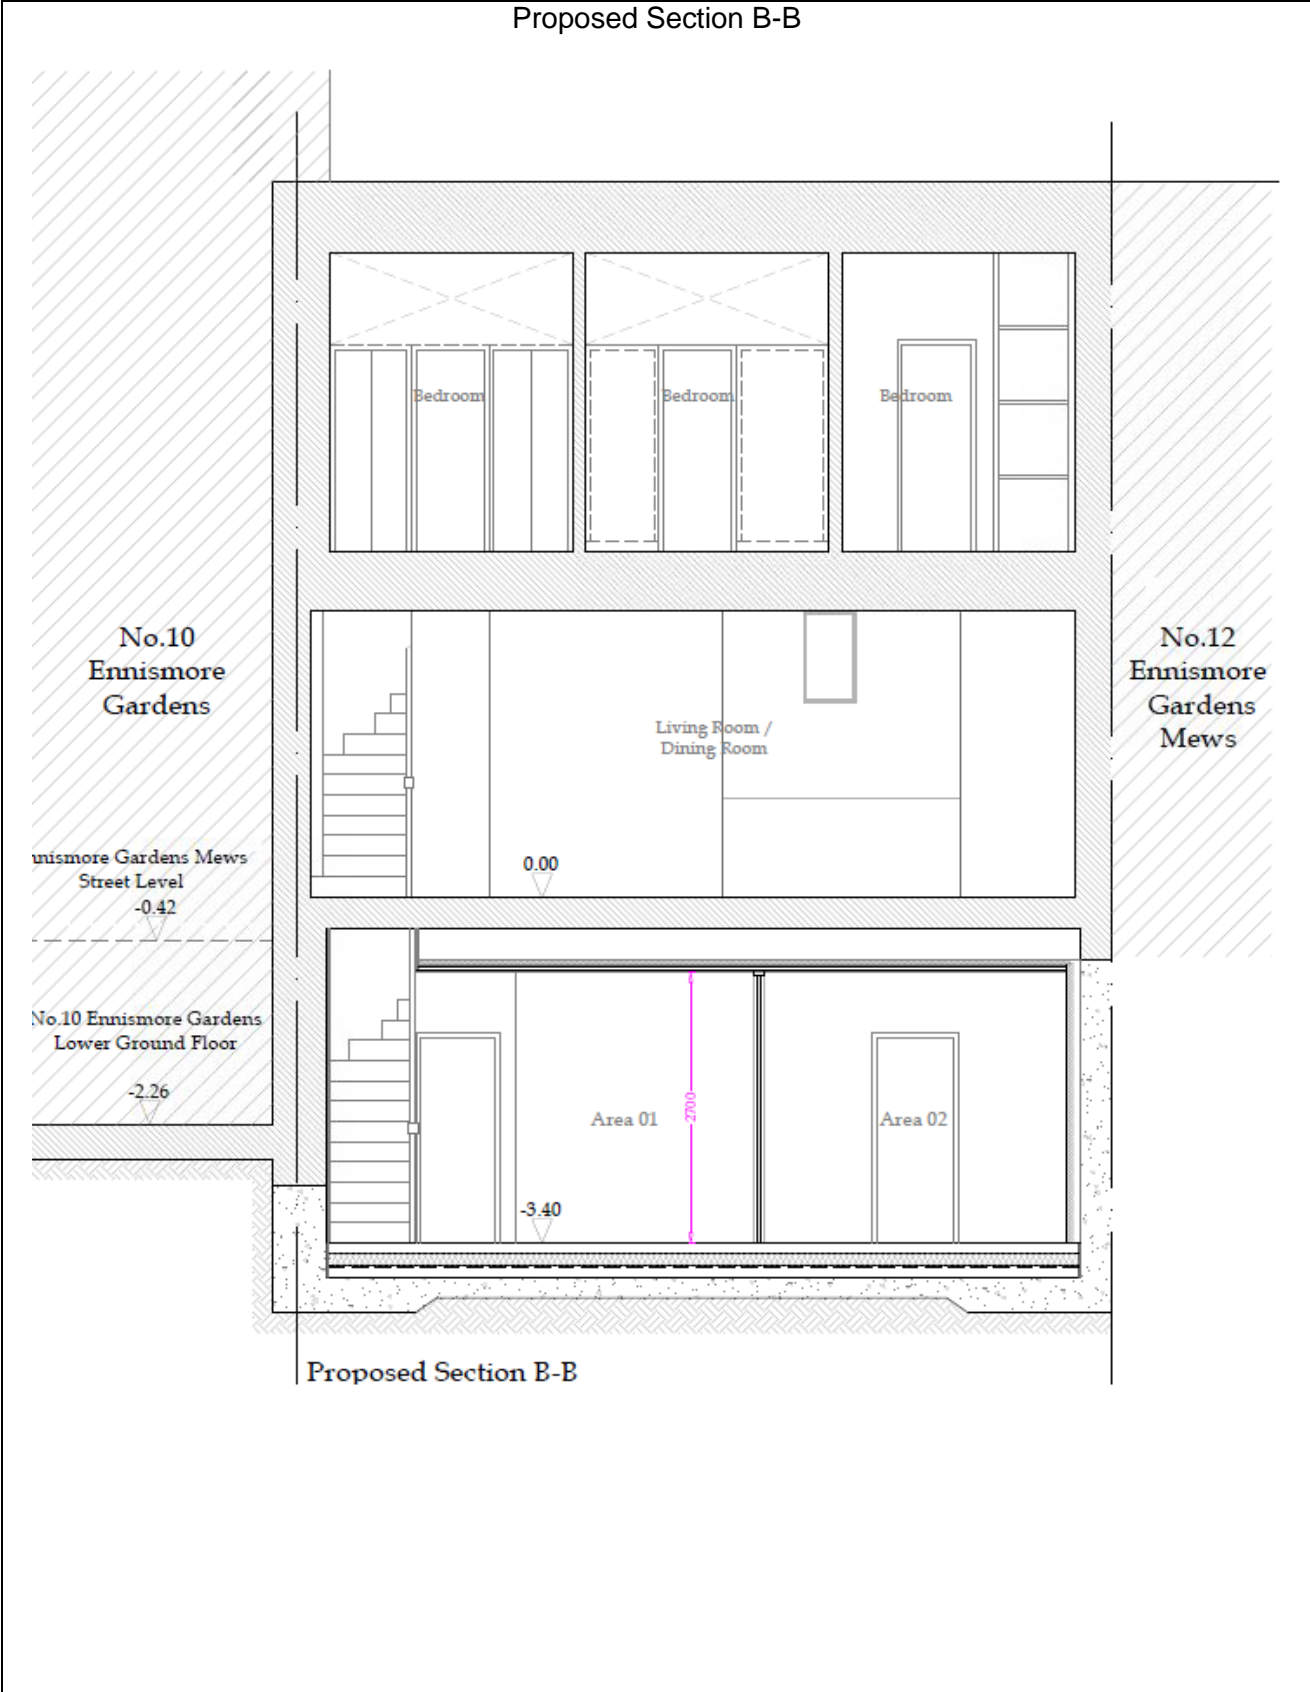 Proposed Section B-B
Bedroom
Bedroom
Bedroom
No.10
Ennismore
Gardens
No.12
Ennismore
Gardens
Mews
Living Room /
Dining Room
nnismore Gardens Mews
Street Level
-0.42
0.00
No.10 Ennismore Gardens
Lower Ground Floor
-2.26
Area 01
2700
Area 02
-3.40
Proposed Section B-B